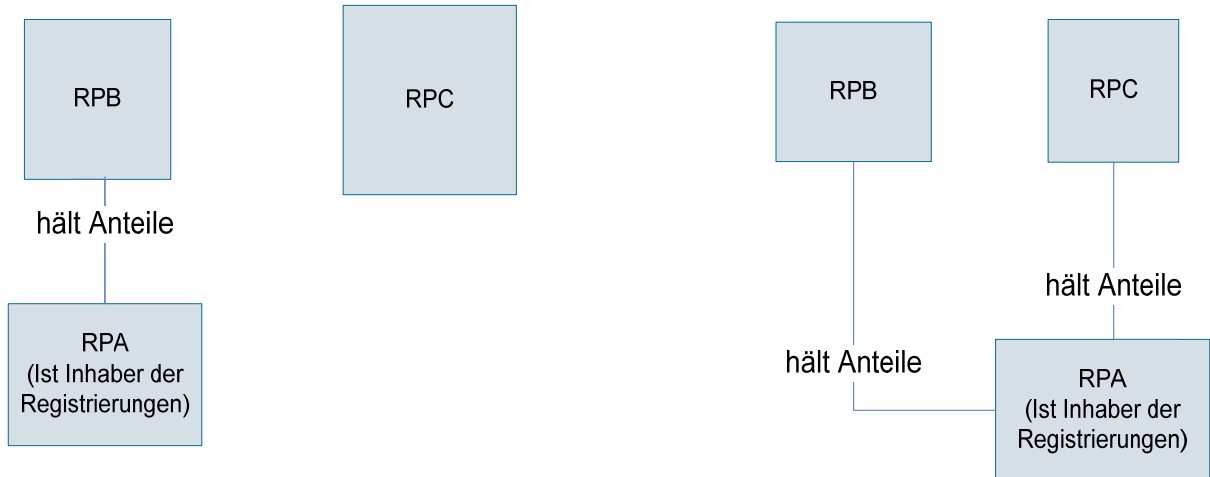 RPB
hält Anteile
RPA
(Ist Inhaber der
Registrierungen)
RPC
RPB
hält Anteile
RPC
hält Anteile
RPA
(Ist Inhaber der
Registrierungen)